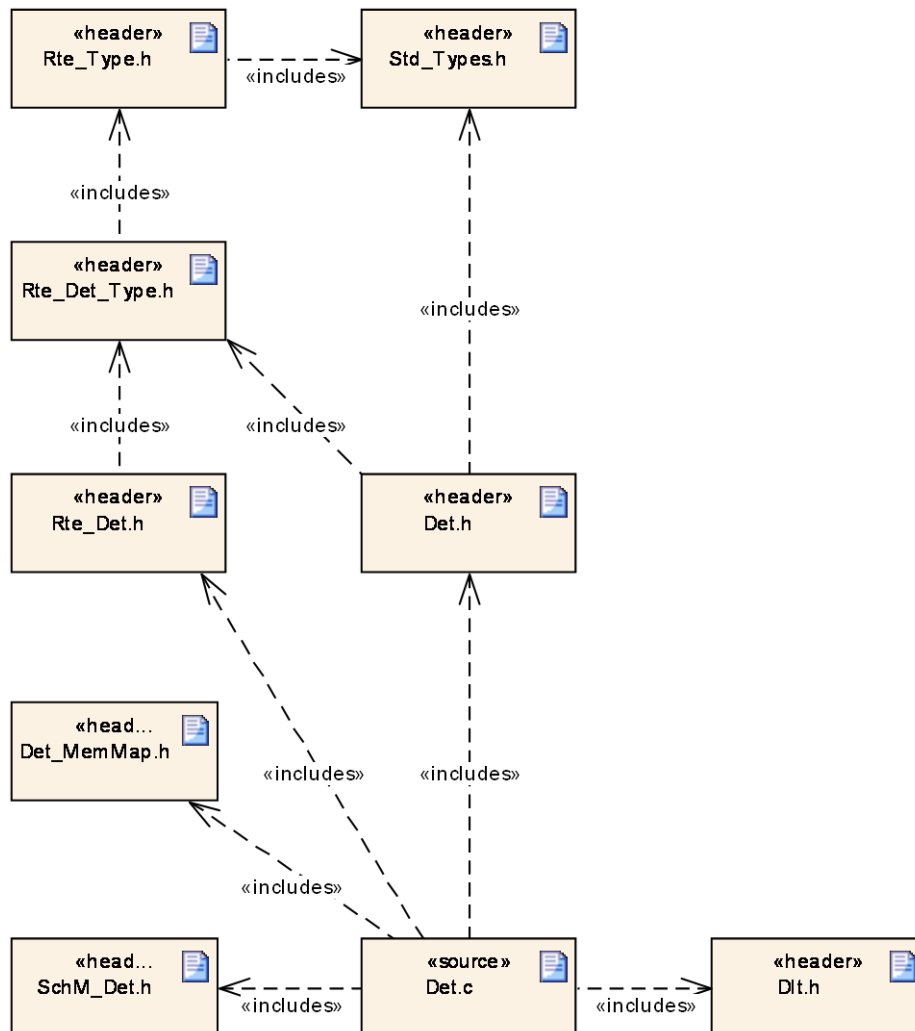 «header»
Rte_Type.h
«header»
Std_Types.h
«includes»
«includes»
«header»
Rte_Det_Type.h
«includes»
«includes»
«includes»
«header»
Rte_Det.h
«header»
Det.h
«head...
Det_MemMap.h
«includes»
«includes»
«includes»
«head...
SchM_Det.h
«source»
Det.c
«header»
Dlt.h
«includes»
«includes»